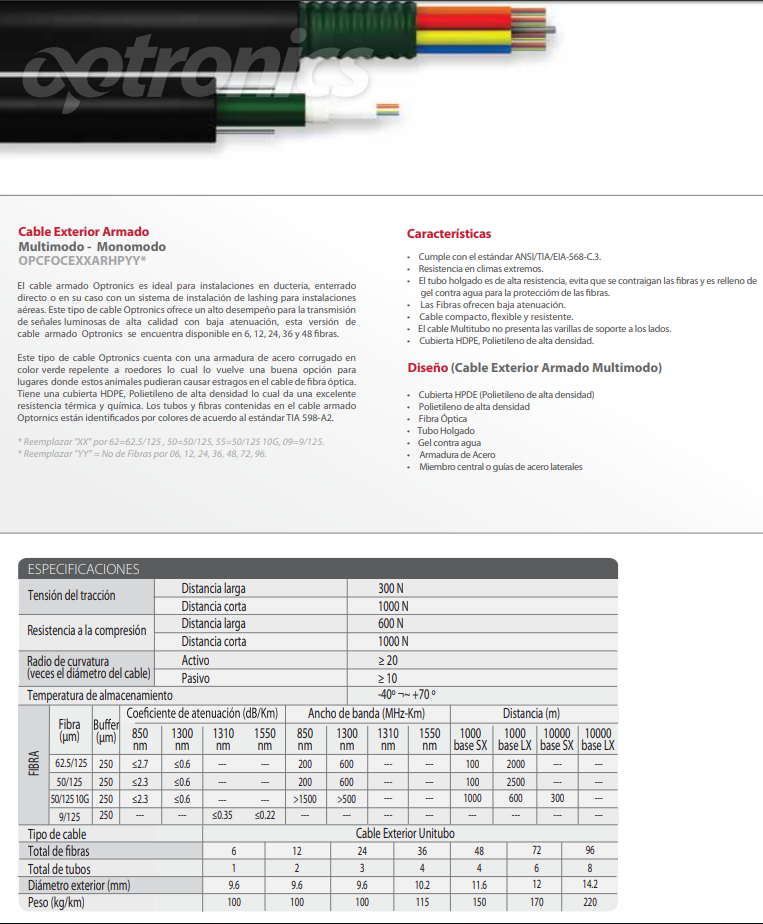 optronics
Cable Exterior Armado
Multimodo - Monomodo
OPCFOCEXXARHPYY*
El cable armado Optronics es ideal para instalaciones en ducteria, enterrado
directo o en su caso con un sistema de instalación de lashing para instalaciones
aéreas. Este tipo de cable Optronics ofrece un alto desempeño para la transmisión
de señales luminosas de alta calidad con baja atenuación, esta versión de
cable armado Optronics se encuentra disponible en 6, 12, 24, 36 y 48 fibras.
Este tipo de cable Optronics cuenta con una armadura de acero corrugado en
color verde repelente a roedores lo cual lo vuelve una buena opción para
lugares donde estos animales pudieran causar estragos en el cable de fibra óptica.
Tiene una cubierta HDPE, Polietileno de alta densidad lo cual da una excelente
resistencia térmica y química. Los tubos y fibras contenidas en el cable armado
Optornics están identificados por colores de acuerdo al estándar TIA 598-A2.
* Reemplazar "XX" por 62=62.5/125 , 50=50/125, 55=50/125 10G, 09=9/125.
* Reemplazar "YY" = No de Fibras por 06, 12, 24, 36, 48, 72, 96.
Características
• Cumple con el estándar ANSI/TIA/EIA-568-C.3.
• Resistencia en climas extremos.
• El tubo holgado es de alta resistencia, evita que se contraigan las fibras y es relleno de
gel contra agua para la proteccióm de las fibras.
• Las Fibras ofrecen baja atenuación.
• Cable compacto, flexible y resistente.
• El cable Multitubo no presenta las varillas de soporte a los lados.
• Cubierta HDPE, Polietileno de alta densidad.
Diseño (Cable Exterior Armado Multimodo)
• Cubierta HPDE (Polietileno de alta densidad)
• Polietileno de alta densidad
• Fibra Óptica
• Tubo Holgado
• Gel contra agua
• Armadura de Acero
• Miembro central o guías de acero laterales
ESPECIFICACIONES
Tensión del tracción Distancia larga 300 N
Distancia corta 1000 N
Resistencia a la compresión Distancia larga 600 N
Distancia corta 1000 N
Radio de curvatura (veces el diámetro del cable) Activo ≥ 20
Pasivo ≥ 10
Temperatura de almacenamiento -40º ¬~ +70 º
FIBRA
Fibra (µm) Buffer (µm) Coeficiente de atenuación (dB/Km) Ancho de banda (MHz-Km) Distancia (m)
850 nm 1300 nm 1310 nm 1550 nm 850 nm 1300 nm 1310 nm 1550 nm 1000 base SX 1000 base LX 10000 base SX 10000 base LX
62.5/125 250 ≤2.7 ≤0.6 --- --- 200 600 --- --- 100 2000 --- ---
50/125 250 ≤2.3 ≤0.6 --- --- 200 600 --- --- 100 2500 --- ---
50/125 10G 250 ≤2.3 ≤0.6 --- --- >1500 >500 --- --- 1000 600 300 ---
9/125 250 --- --- ≤0.35 ≤0.22 --- --- --- --- --- --- --- ---
Tipo de cable Cable Exterior Unitubo
Total de fibras 6 12 24 36 48 72 96
Total de tubos 1 2 3 4 4 6 8
Diámetro exterior (mm) 9.6 9.6 9.6 10.2 11.6 12 14.2
Peso (kg/km) 100 100 100 115 150 170 220